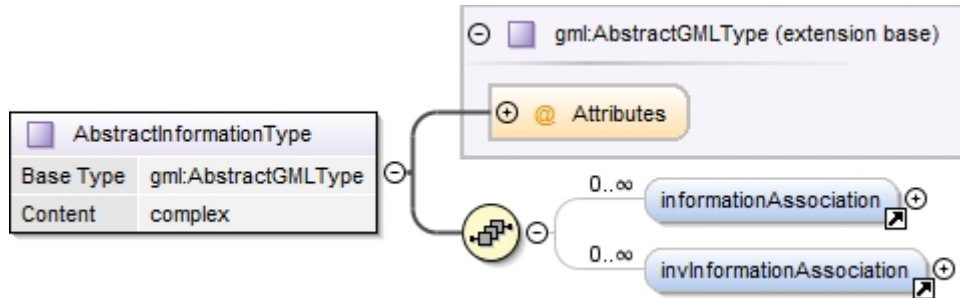 gml:AbstractGMLType (extension base)
@ Attributes
AbstractInformationType
Base Type gml:AbstractGMLType
Content complex
0..∞
informationAssociation
0..∞
invInformationAssociation